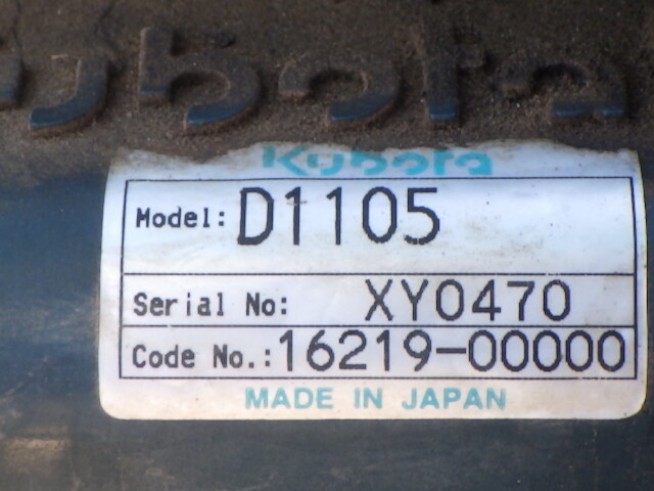 Kubota
Kubota
Model: D1105
Serial No: XY0470
Code No.: 16219-00000
MADE IN JAPAN